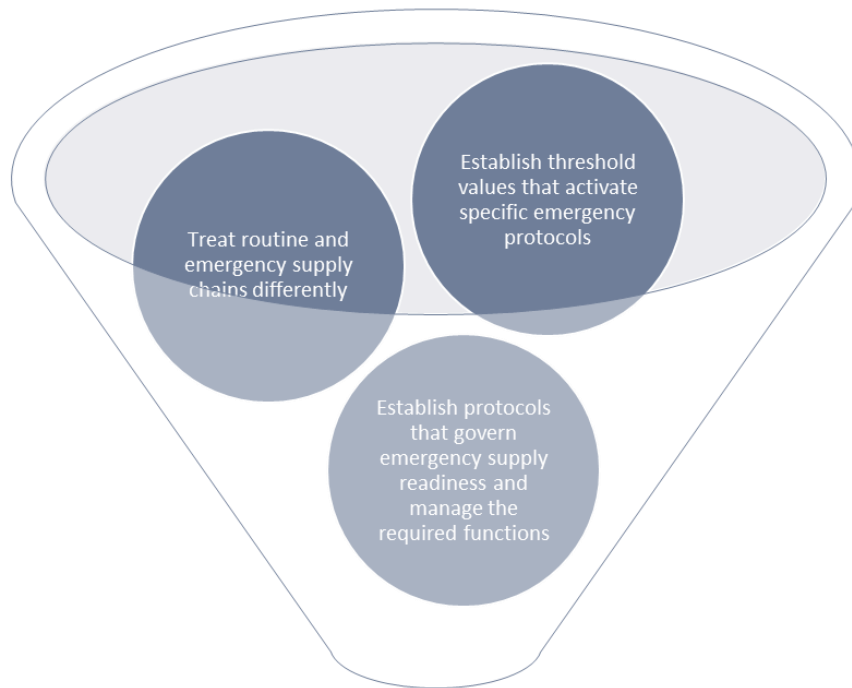 Treat routine and
emergency supply
chains differently
Establish threshold
values that activate
specific emergency
protocols
Establish protocols
that govern
emergency supply
readiness and
manage the
required functions